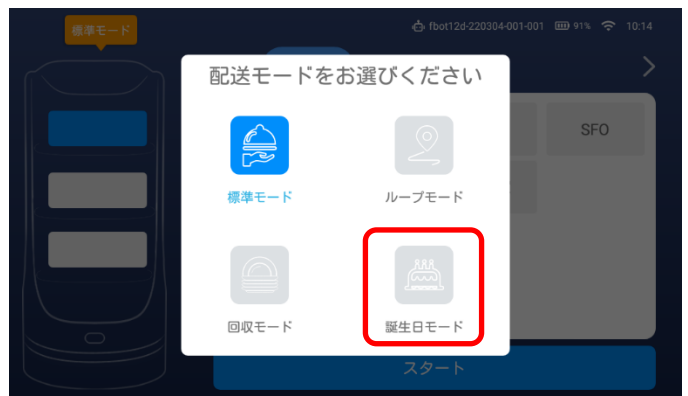 標準モード
fbot12d-220304-001-001 91% 10:14
配送モードをお選びください
SFO
標準モード
ループモード
回収モード
誕生日モード
スタート